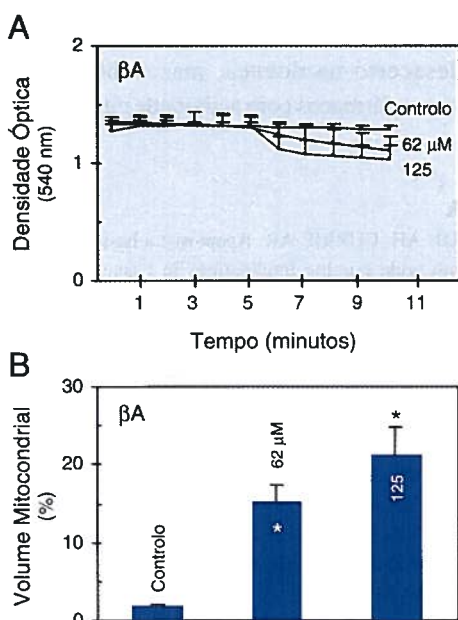 A
2
1
0
βA
Controlo
62 μM
125
Densidade Óptica
(540 nm)
1 3 5 7 9 11
Tempo (minutos)
B
30
20
10
0
βA
Controlo
62 μM
*
*
125
Volume Mitocondrial
(%)